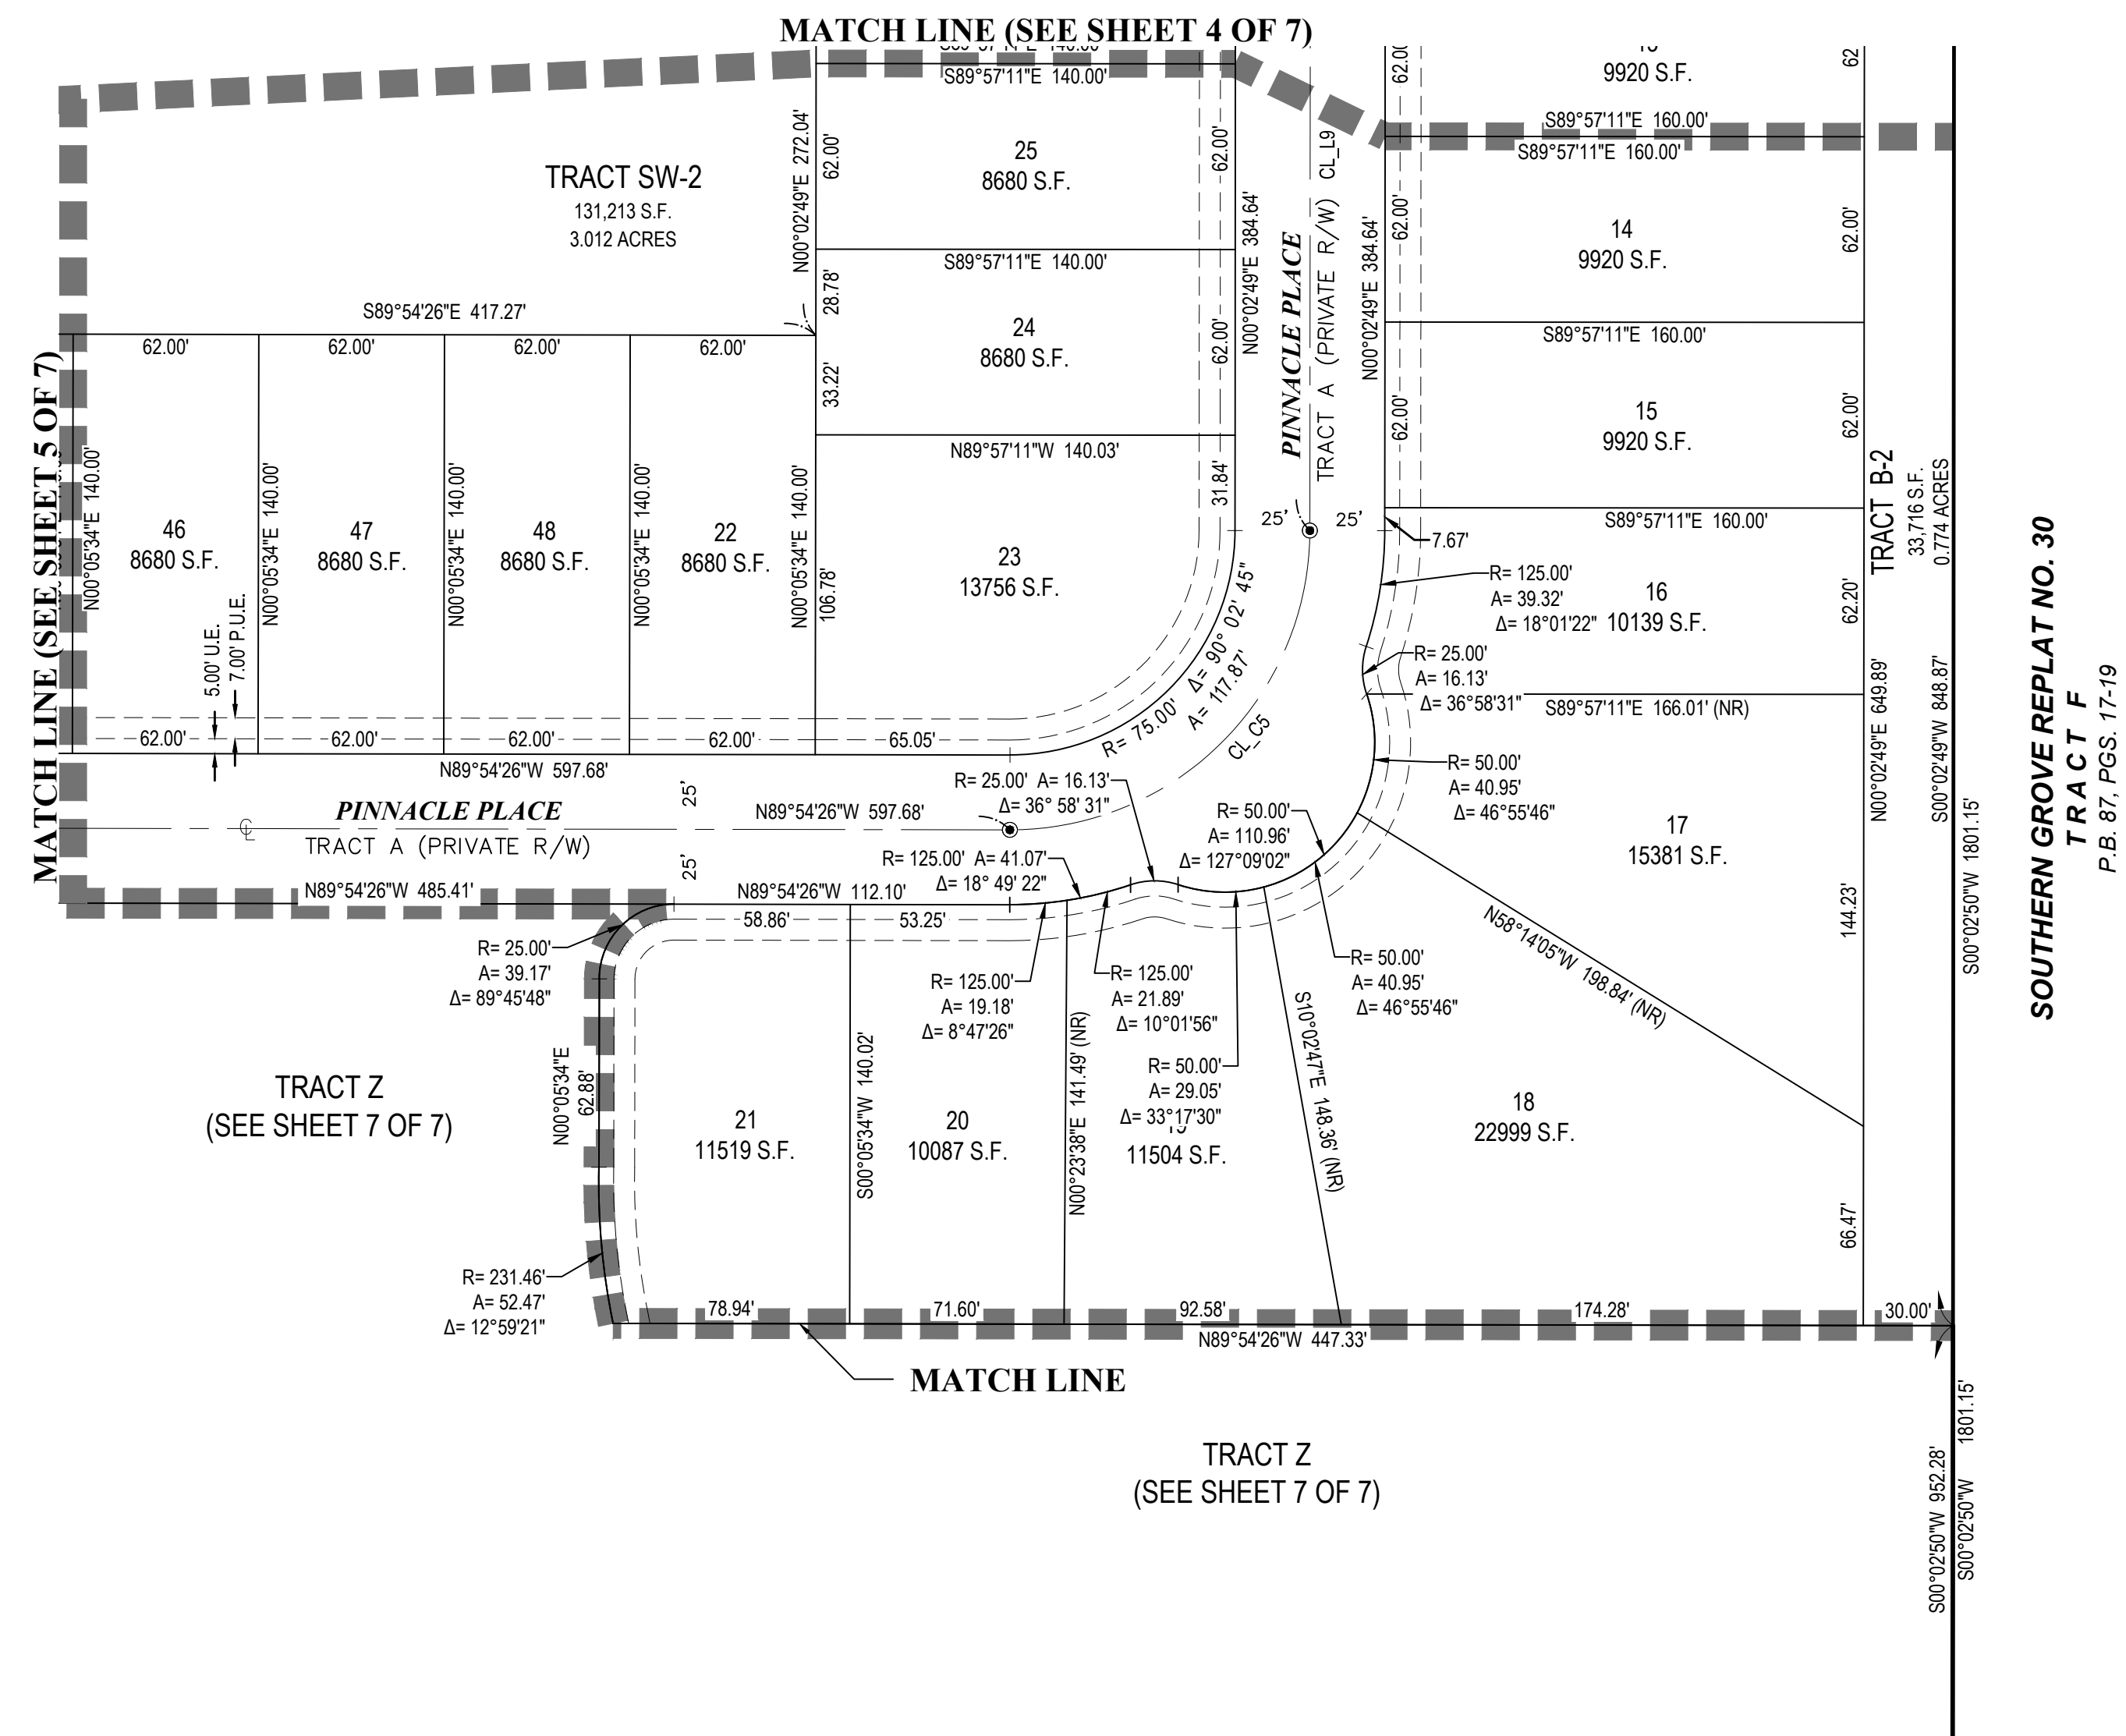 MATCH LINE (SEE SHEET 4 OF 7)
S89°57'11"E 140.00'
25
8680 S.F.
62.00'
62.00'
N00°02'49"E 272.04'
TRACT SW-2
131,213 S.F.
3.012 ACRES
S89°57'11"E 140.00'
24
8680 S.F.
28.78'
33.22'
62.00'
N00°02'49"E 384.64'
PINNACLE PLACE
TRACT A (PRIVATE R/W)
CL_L9
N00°02'49"E 384.64'
9920 S.F.
S89°57'11"E 160.00'
S89°57'11"E 160.00'
14
9920 S.F.
62.00'
62.00'
S89°57'11"E 160.00'
15
9920 S.F.
62.00'
62.00'
S89°57'11"E 160.00'
7.67'
25'
25'
R= 125.00'
A= 39.32'
Δ= 18°01'22"
16
10139 S.F.
62.20'
R= 25.00'
A= 16.13'
Δ= 36°58'31"
S89°57'11"E 166.01' (NR)
R= 50.00'
A= 40.95'
Δ= 46°55'46"
17
15381 S.F.
144.23'
N58°14'05"W 198.84' (NR)
TRACT B-2
33,716 S.F.
0.774 ACRES
N00°02'49"E 649.89'
S00°02'49"W 848.87'
S00°02'50"W 1801.15'
SOUTHERN GROVE REPLAT NO. 30
TRACT F
P.B. 87, PGS. 17-19
MATCH LINE (SEE SHEET 5 OF 7)
S89°54'26"E 417.27'
62.00'
62.00'
62.00'
62.00'
N00°05'34"E 140.00'
46
8680 S.F.
N00°05'34"E 140.00'
47
8680 S.F.
N00°05'34"E 140.00'
48
8680 S.F.
N00°05'34"E 140.00'
22
8680 S.F.
N00°05'34"E 140.00'
106.78'
N89°57'11"W 140.03'
31.84'
23
13756 S.F.
5.00' U.E.
7.00' P.U.E.
62.00'
62.00'
62.00'
62.00'
65.05'
R= 75.00'
Δ= 90° 02' 45"
A= 117.87'
CL_C5
N89°54'26"W 597.68'
PINNACLE PLACE
TRACT A (PRIVATE R/W)
25'
25'
N89°54'26"W 597.68'
R= 25.00' A= 16.13'
Δ= 36° 58' 31"
R= 50.00'
A= 110.96'
Δ= 127°09'02"
R= 125.00' A= 41.07'
Δ= 18° 49' 22"
N89°54'26"W 485.41'
N89°54'26"W 112.10'
58.86'
53.25'
R= 25.00'
A= 39.17'
Δ= 89°45'48"
R= 125.00'
A= 19.18'
Δ= 8°47'26"
R= 125.00'
A= 21.89'
Δ= 10°01'56"
R= 50.00'
A= 40.95'
Δ= 46°55'46"
R= 50.00'
A= 29.05'
Δ= 33°17'30"
TRACT Z
(SEE SHEET 7 OF 7)
N00°05'34"E
62.88'
21
11519 S.F.
S00°05'34"W 140.02'
20
10087 S.F.
N00°23'38"E 141.49' (NR)
11504 S.F.
S10°02'47"E 148.36' (NR)
18
22999 S.F.
66.47'
R= 231.46'
A= 52.47'
Δ= 12°59'21"
78.94'
71.60'
92.58'
174.28'
30.00'
N89°54'26"W 447.33'
MATCH LINE
TRACT Z
(SEE SHEET 7 OF 7)
S00°02'50"W 952.28'
S00°02'50"W 1801.15'